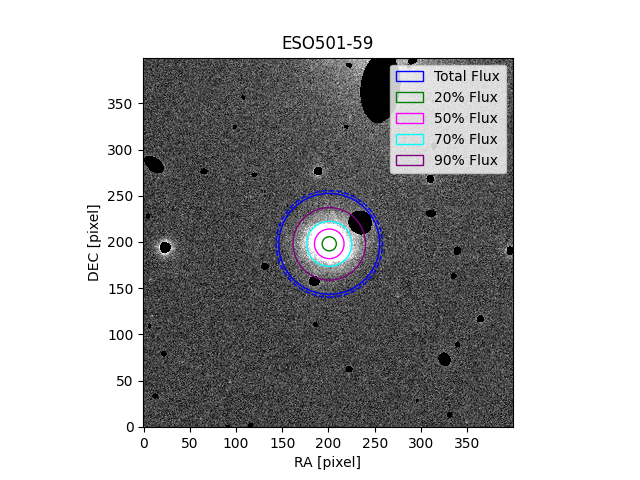 ESO501-59
Total Flux
20% Flux
50% Flux
70% Flux
90% Flux
350
300
250
200
150
100
50
0
DEC [pixel]
0 50 100 150 200 250 300 350
RA [pixel]